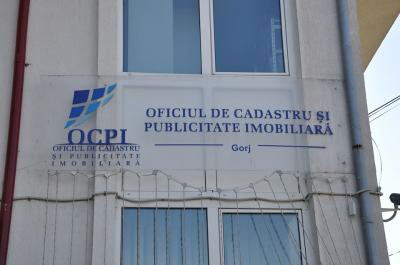 OCPI
OFICIUL DE CADASTRU
ȘI PUBLICITATE
IMOBILIARĂ
OFICIUL DE CADASTRU ȘI
PUBLICITATE IMOBILIARĂ
Gorj